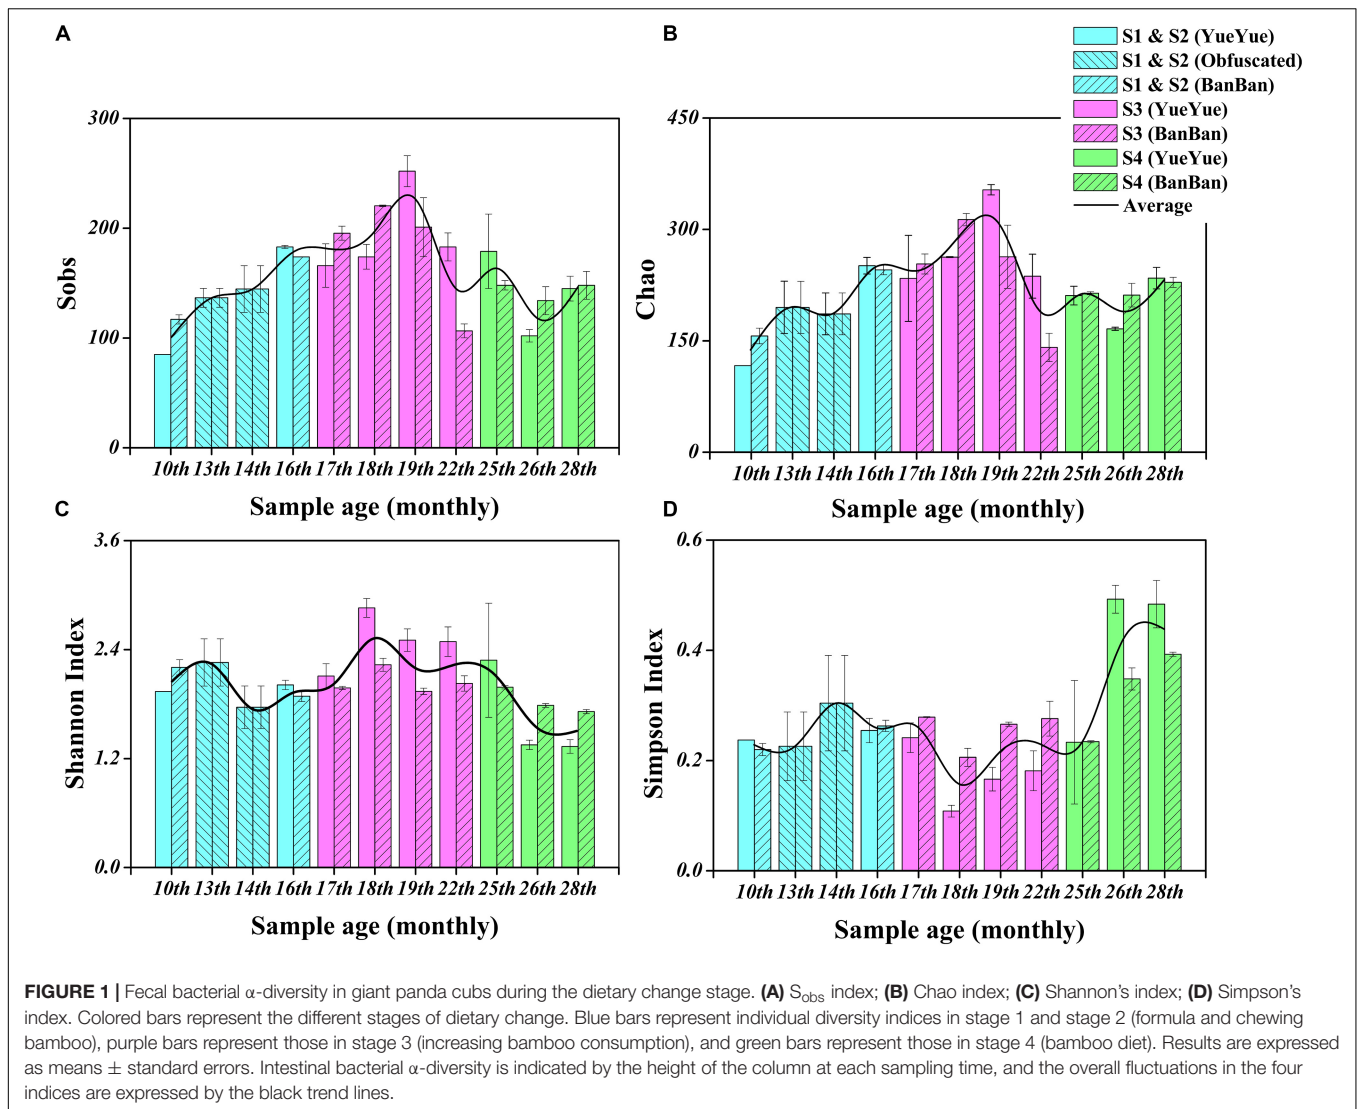 A
300
200
100
0
Sobs
10th 13th 14th 16th 17th 18th 19th 22th 25th 26th 28th
Sample age (monthly)
B
450
300
150
0
Chao
10th 13th 14th 16th 17th 18th 19th 22th 25th 26th 28th
Sample age (monthly)
S1 & S2 (YueYue)
S1 & S2 (Obfuscated)
S1 & S2 (BanBan)
S3 (YueYue)
S3 (BanBan)
S4 (YueYue)
S4 (BanBan)
Average
C
3.6
2.4
1.2
0.0
Shannon Index
10th 13th 14th 16th 17th 18th 19th 22th 25th 26th 28th
Sample age (monthly)
D
0.6
0.4
0.2
0.0
Simpson Index
10th 13th 14th 16th 17th 18th 19th 22th 25th 26th 28th
Sample age (monthly)
FIGURE 1 | Fecal bacterial α-diversity in giant panda cubs during the dietary change stage. (A) Sobs index; (B) Chao index; (C) Shannon's index; (D) Simpson's
index. Colored bars represent the different stages of dietary change. Blue bars represent individual diversity indices in stage 1 and stage 2 (formula and chewing
bamboo), purple bars represent those in stage 3 (increasing bamboo consumption), and green bars represent those in stage 4 (bamboo diet). Results are expressed
as means ± standard errors. Intestinal bacterial α-diversity is indicated by the height of the column at each sampling time, and the overall fluctuations in the four
indices are expressed by the black trend lines.